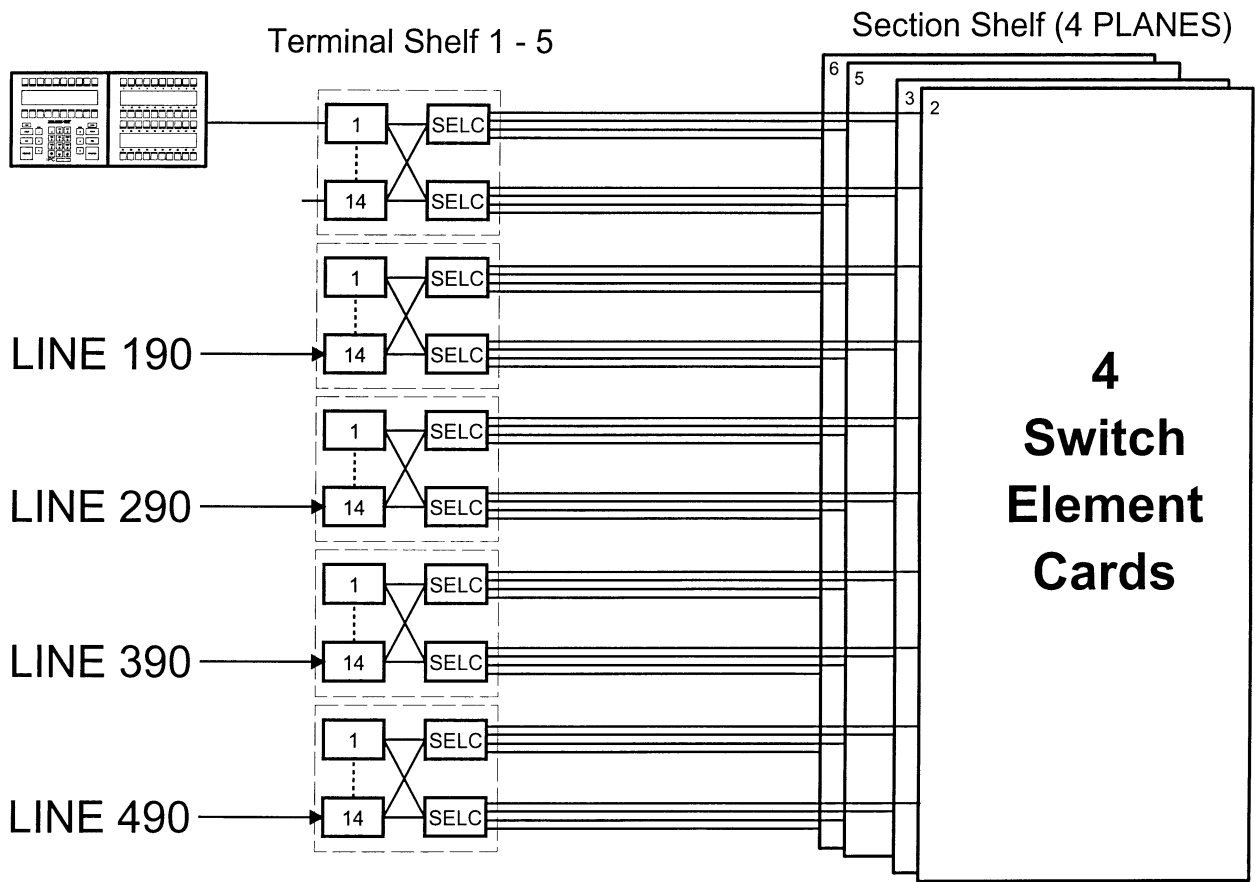 Terminal Shelf 1 - 5
Section Shelf (4 PLANES)
6
5
3
2
1
SELC
14
SELC
1
SELC
LINE 190
14
SELC
1
SELC
LINE 290
14
SELC
1
SELC
LINE 390
14
SELC
1
SELC
LINE 490
14
SELC
4
Switch
Element
Cards